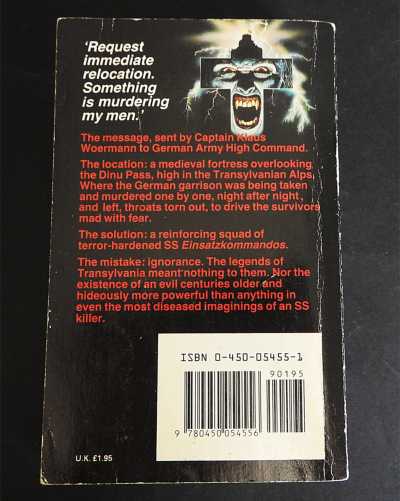 'Request
immediate
relocation.
Something
is murdering
my men.'
The message, sent by Captain Klaus
Woermann to German Army High Command.
The location: a medieval fortress overlooking
the Dinu Pass, high in the Transylvanian Alps.
Where the German garrison was being taken
and murdered one by one, night after night,
and left, throats torn out, to drive the survivors
mad with fear.
The solution: a reinforcing squad of
terror-hardened SS Einsatzkommandos.
The mistake: ignorance. The legends of
Transylvania meant nothing to them. Nor the
existence of an evil centuries older and
hideously more powerful than anything in
even the most diseased imaginings of an SS
killer.
ISBN 0-450-05455-1
90195
9 780450 054556
U.K. £1.95